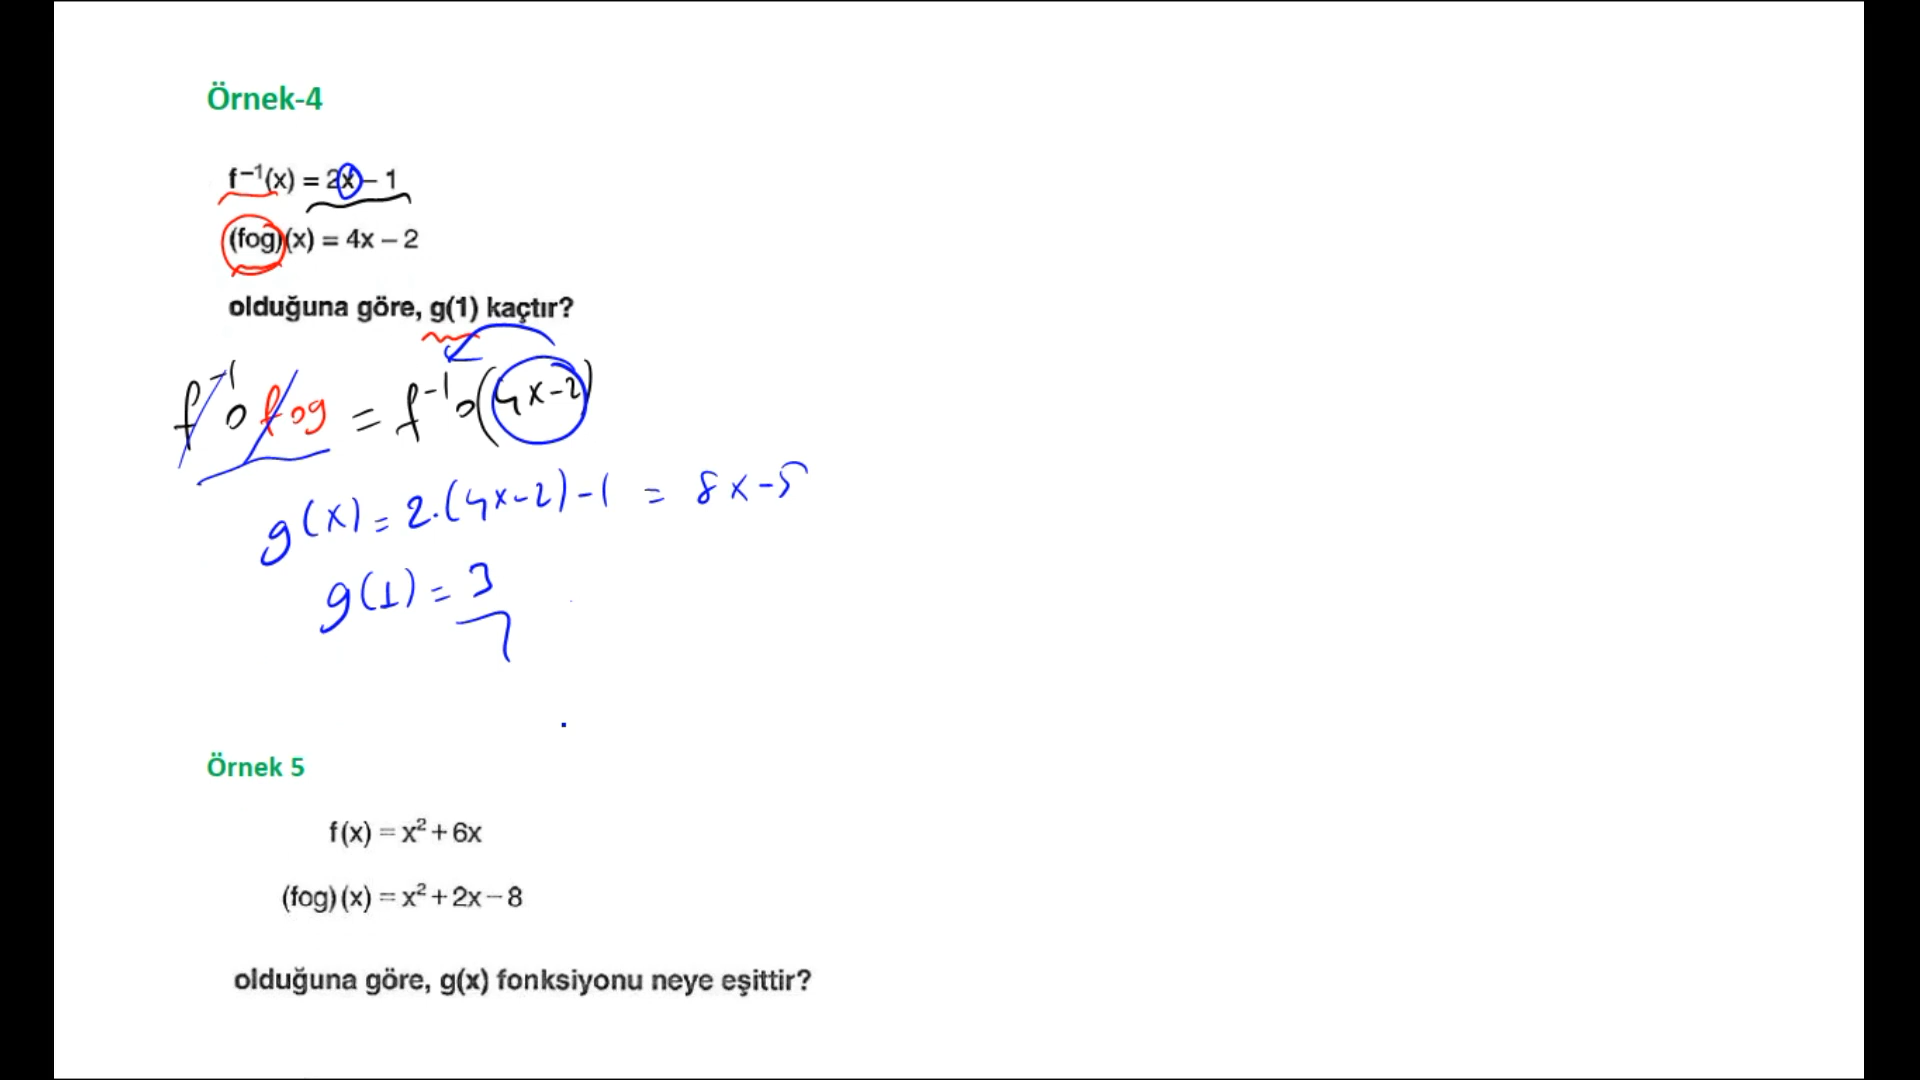 Örnek-4
f⁻¹(x) = 2x – 1
(fog)(x) = 4x – 2
olduğuna göre, g(1) kaçtır?
f⁻¹ o fog = f⁻¹ o (4x-2)
g(x) = 2.(4x-2)-1 = 8x-5
g(1) = 3
Örnek 5
f(x) = x² + 6x
(fog)(x) = x² + 2x – 8
olduğuna göre, g(x) fonksiyonu neye eşittir?